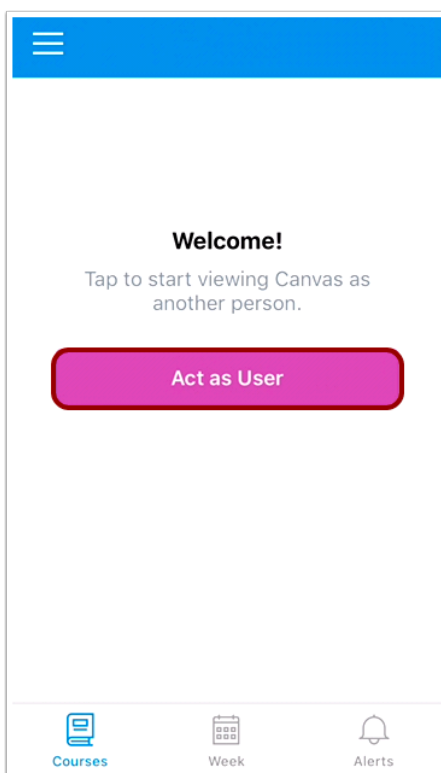 Welcome!
Tap to start viewing Canvas as
another person.
Act as User
Courses
Week
Alerts